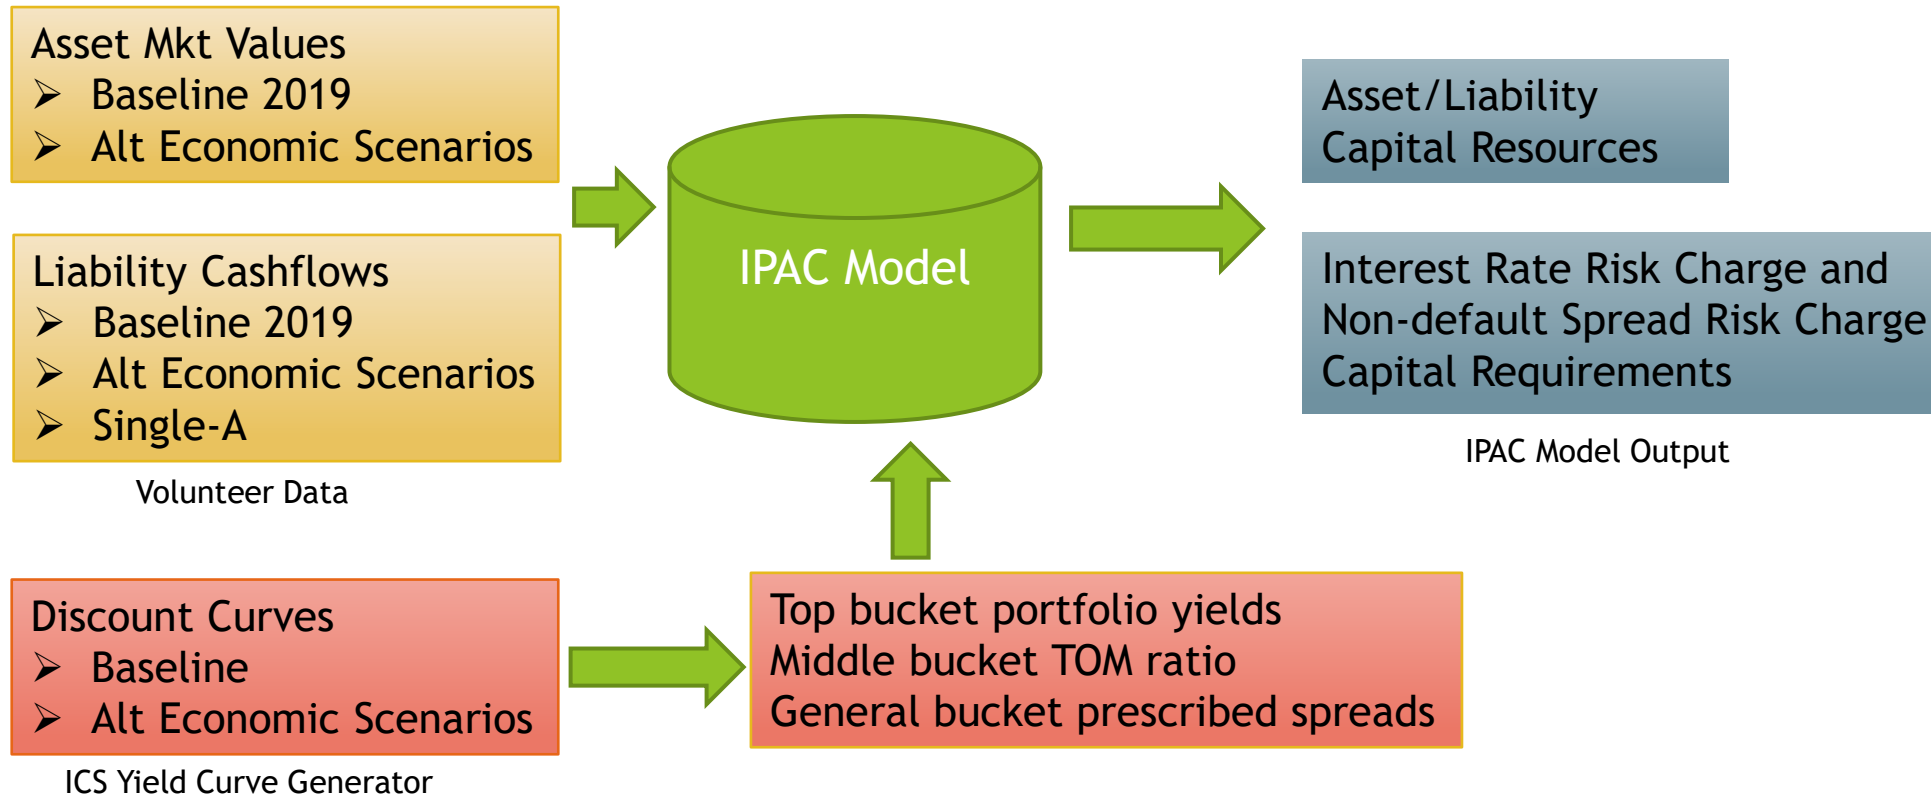 Asset Mkt Values
➢ Baseline 2019
➢ Alt Economic Scenarios
Liability Cashflows
➢ Baseline 2019
➢ Alt Economic Scenarios
➢ Single-A
Volunteer Data
Discount Curves
➢ Baseline
➢ Alt Economic Scenarios
ICS Yield Curve Generator
IPAC Model
Top bucket portfolio yields
Middle bucket TOM ratio
General bucket prescribed spreads
Asset/Liability
Capital Resources
Interest Rate Risk Charge and
Non-default Spread Risk Charge
Capital Requirements
IPAC Model Output